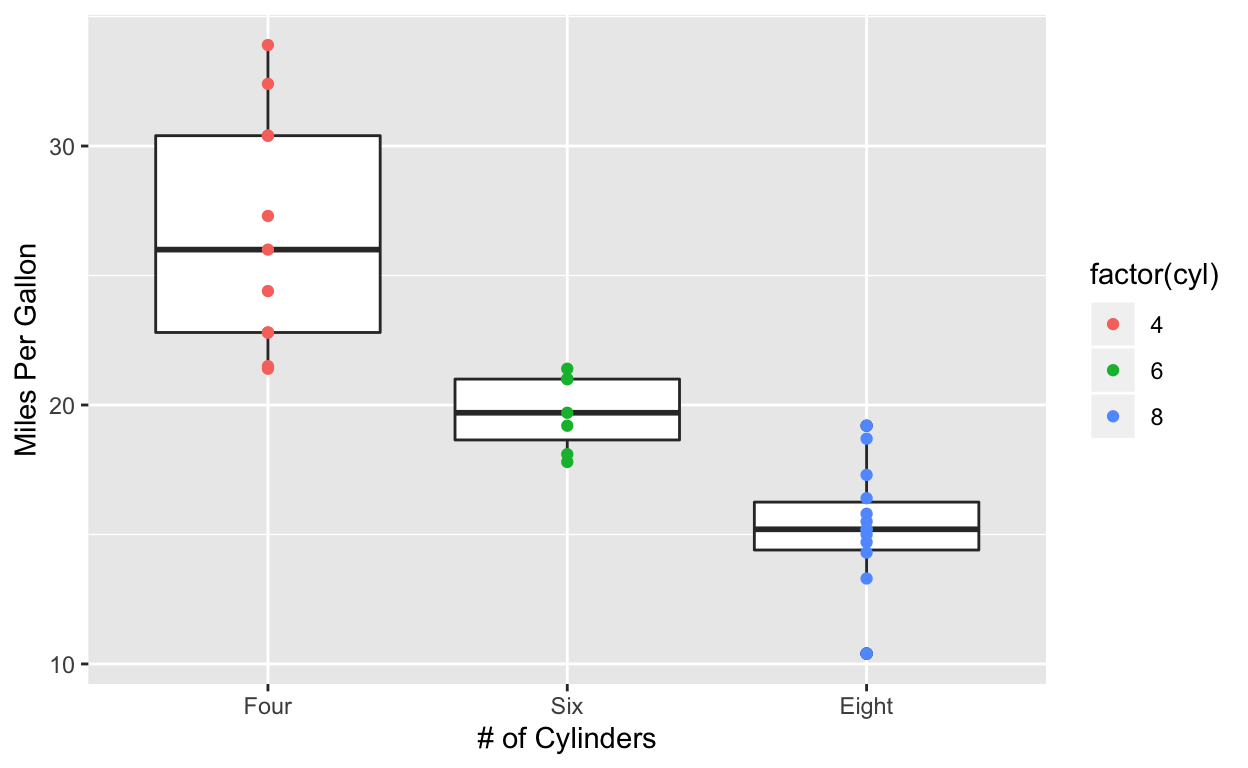 Miles Per Gallon
30
20
10
Four Six Eight
# of Cylinders
factor(cyl)
4
6
8